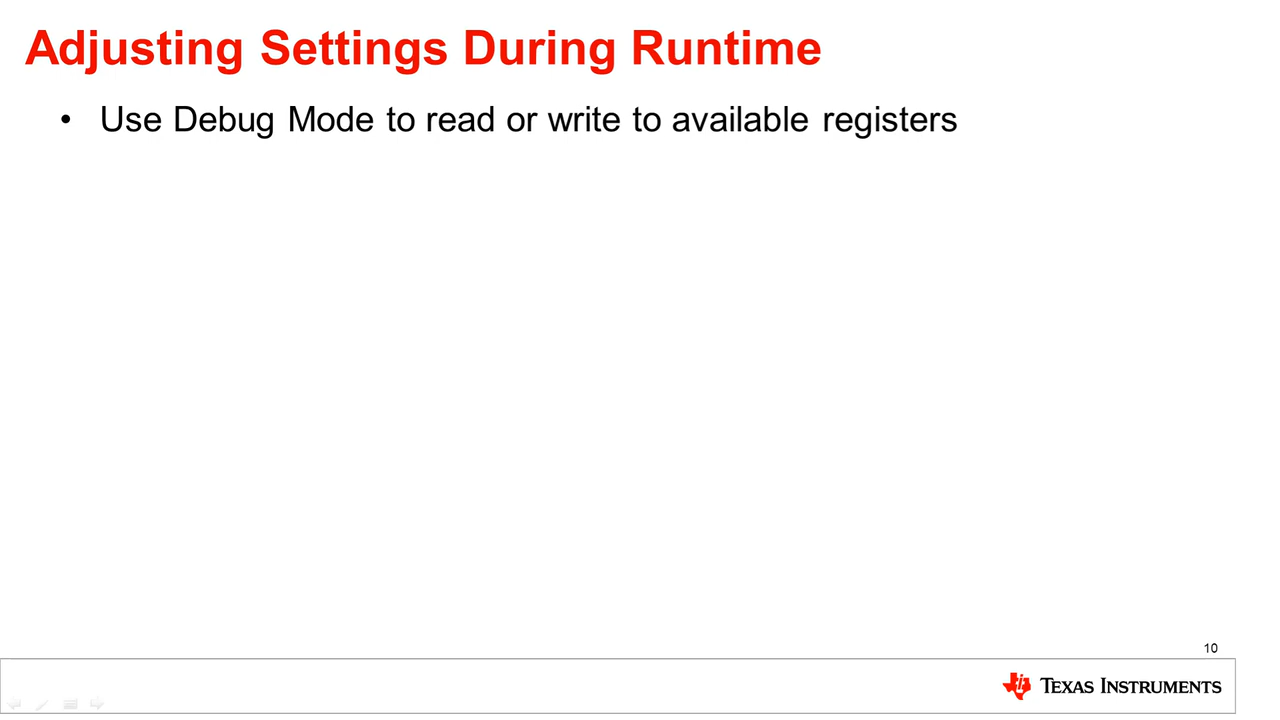 Adjusting Settings During Runtime
• Use Debug Mode to read or write to available registers
10
TEXAS INSTRUMENTS